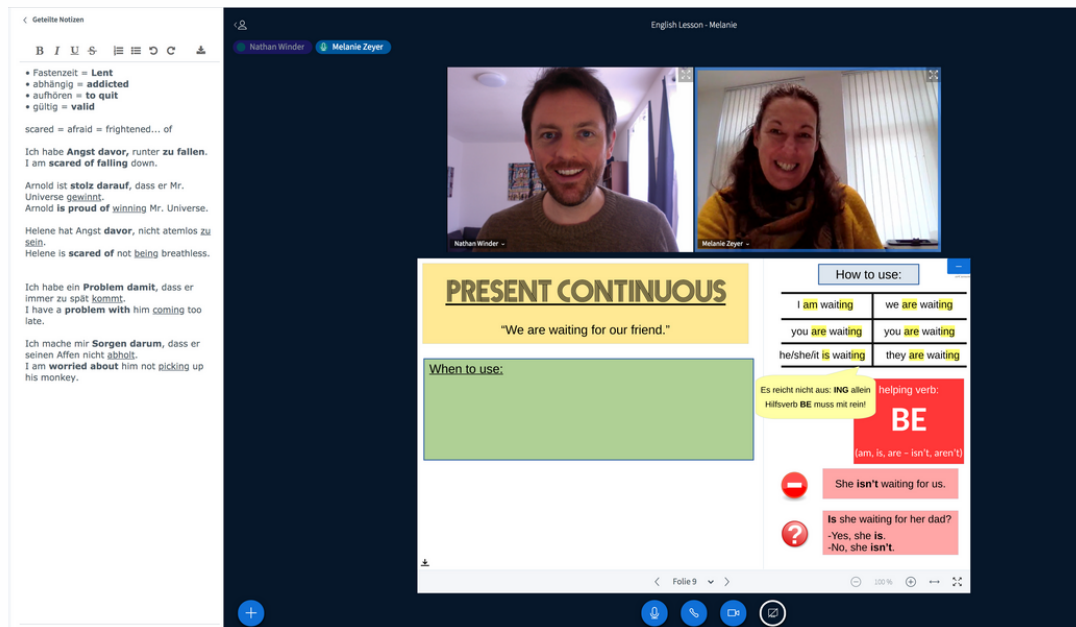 Geteilte Notizen
B I U S
• Fastenzeit = Lent
• abhängig = addicted
• aufhören = to quit
• gültig = valid
scared = afraid = frightened... of
Ich habe Angst davor, runter zu fallen.
I am scared of falling down.
Arnold ist stolz darauf, dass er Mr.
Universe gewinnt.
Arnold is proud of winning Mr. Universe.
Helene hat Angst davor, nicht atemlos zu
sein.
Helene is scared of not being breathless.
Ich habe ein Problem damit, dass er
immer zu spät kommt.
I have a problem with him coming too
late.
Ich mache mir Sorgen darum, dass er
seinen Affen nicht abholt.
I am worried about him not picking up
his monkey.
English Lesson - Melanie
Nathan Winder
Melanie Zeyer
Nathan Winder
Melanie Zeyer
PRESENT CONTINUOUS
“We are waiting for our friend.”
When to use:
How to use:
I am waiting we are waiting
you are waiting you are waiting
he/she/it is waiting they are waiting
Es reicht nicht aus: ING allein
Hilfsverb BE muss mit rein!
helping verb:
BE
(am, is, are – isn’t, aren’t)
She isn’t waiting for us.
?
Is she waiting for her dad?
-Yes, she is.
-No, she isn’t.
Folie 9
100 %